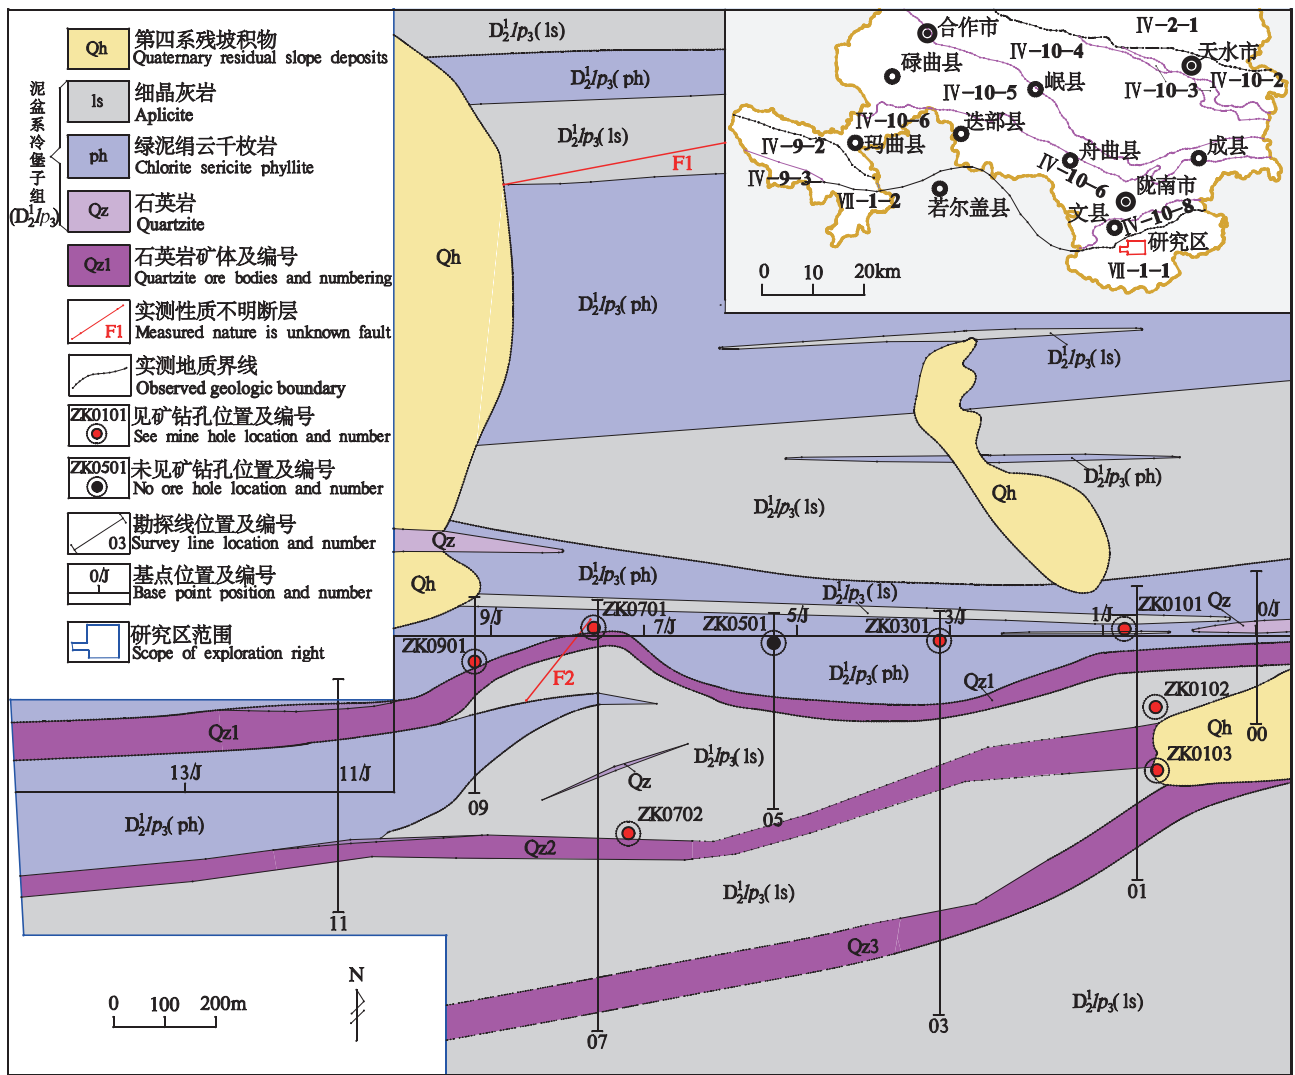 Qh
第四系残坡积物
Quaternary residual slope deposits
泥盆系冷堡子组
(D₂¹lp₃)
ls
细晶灰岩
Aplicite
ph
绿泥绢云千枚岩
Chlorite sericite phyllite
Qz
石英岩
Quartzite
Qz1
石英岩矿体及编号
Quartzite ore bodies and numbering
F1
实测性质不明断层
Measured nature is unknown fault
实测地质界线
Observed geologic boundary
ZK0101
见矿钻孔位置及编号
See mine hole location and number
ZK0501
未见矿钻孔位置及编号
No ore hole location and number
03
勘探线位置及编号
Survey line location and number
0/J
基点位置及编号
Base point position and number
研究区范围
Scope of exploration right
合作市
Ⅳ-2-1
Ⅳ-10-4
天水市
碌曲县
岷县
Ⅳ-10-2
Ⅳ-10-5
Ⅳ-10-3
Ⅳ-10-6
迭部县
Ⅳ-9-2
玛曲县
舟曲县
成县
Ⅳ-9-3
Ⅳ-10-6
陇南市
Ⅶ-1-2
若尔盖县
文县
Ⅳ-10-8
研究区
Ⅶ-1-1
0 10 20km
D₂¹lp₃(ls)
D₂¹lp₃(ph)
D₂¹lp₃(ls)
F1
Qh
D₂¹lp₃(ph)
D₂¹lp₃(ls)
D₂¹lp₃(ph)
Qh
D₂¹lp₃(ls)
Qz
D₂¹lp₃(ph)
Qh
D₂¹lp₃(ls)
9/J
ZK0701
7/J
ZK0501
5/J
ZK0301
3/J
1/J
ZK0101
Qz
0/J
ZK0901
F2
D₂¹lp₃(ph)
Qz1
ZK0102
Qz1
Qh
00
D₂¹lp₃(ls)
ZK0103
13/J
11/J
Qz
09
ZK0702
05
D₂¹lp₃(ph)
Qz2
D₂¹lp₃(ls)
01
11
Qz3
N
0 100 200m
D₂¹lp₃(ls)
03
07